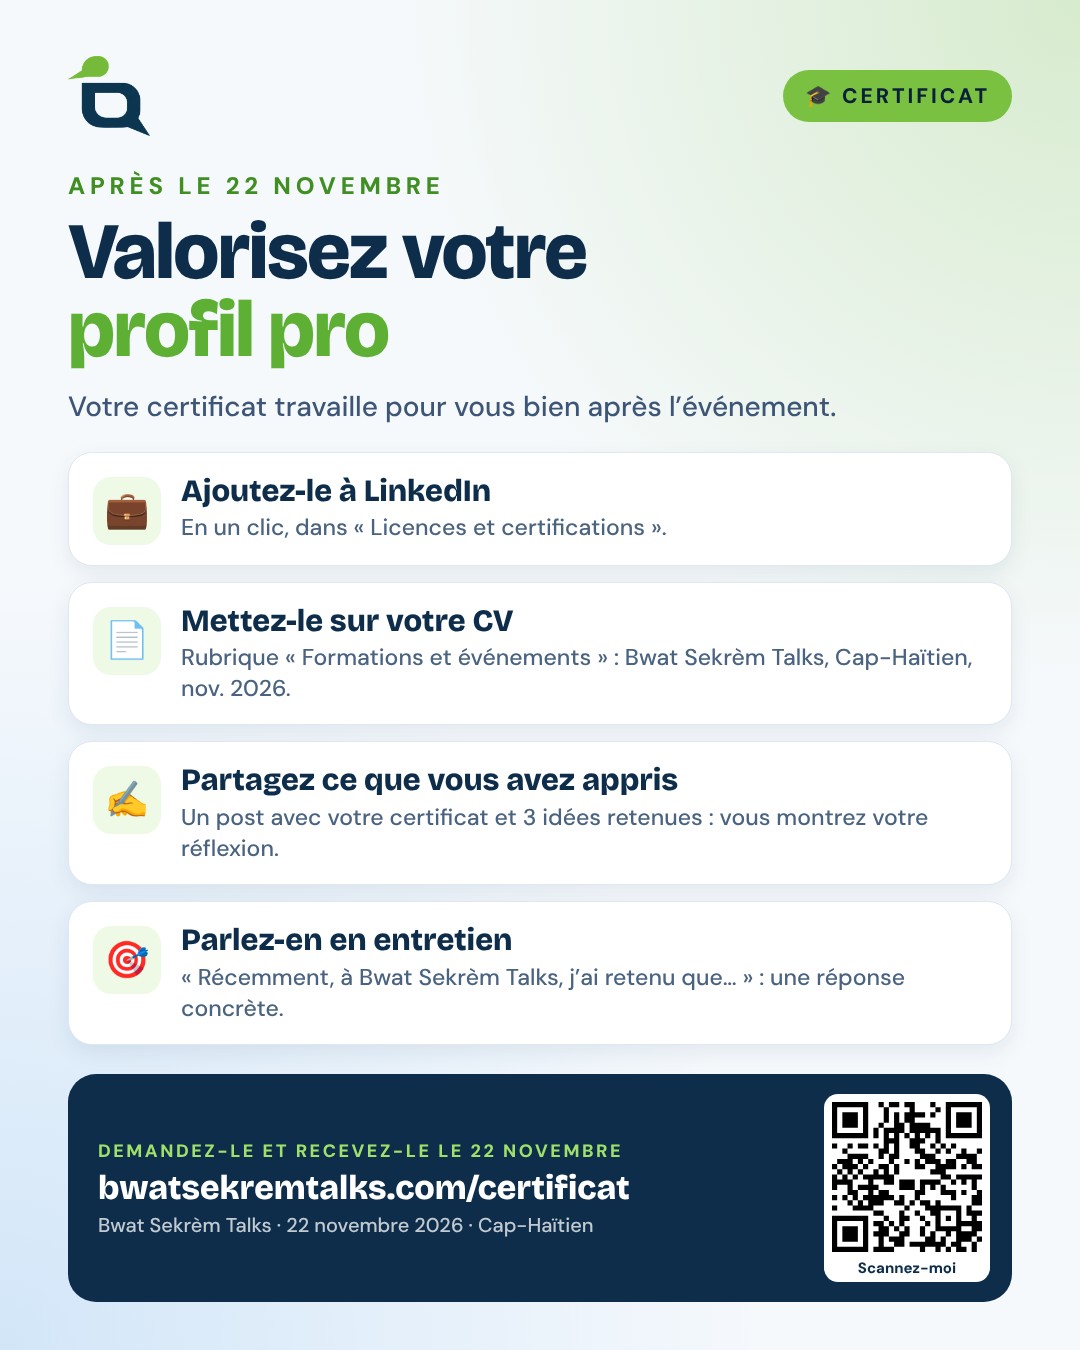 🎓 CERTIFICAT
APRÈS LE 22 NOVEMBRE
Valorisez votre
profil pro
Votre certificat travaille pour vous bien après l’événement.
Ajoutez-le à LinkedIn
En un clic, dans « Licences et certifications ».
Mettez-le sur votre CV
Rubrique « Formations et événements » : Bwat Sekrèm Talks, Cap-Haïtien,
nov. 2026.
Partagez ce que vous avez appris
Un post avec votre certificat et 3 idées retenues : vous montrez votre
réflexion.
Parlez-en en entretien
« Récemment, à Bwat Sekrèm Talks, j’ai retenu que… » : une réponse
concrète.
DEMANDEZ-LE ET RECEVEZ-LE LE 22 NOVEMBRE
bwatsekremtalks.com/certificat
Bwat Sekrèm Talks · 22 novembre 2026 · Cap-Haïtien
Scannez-moi